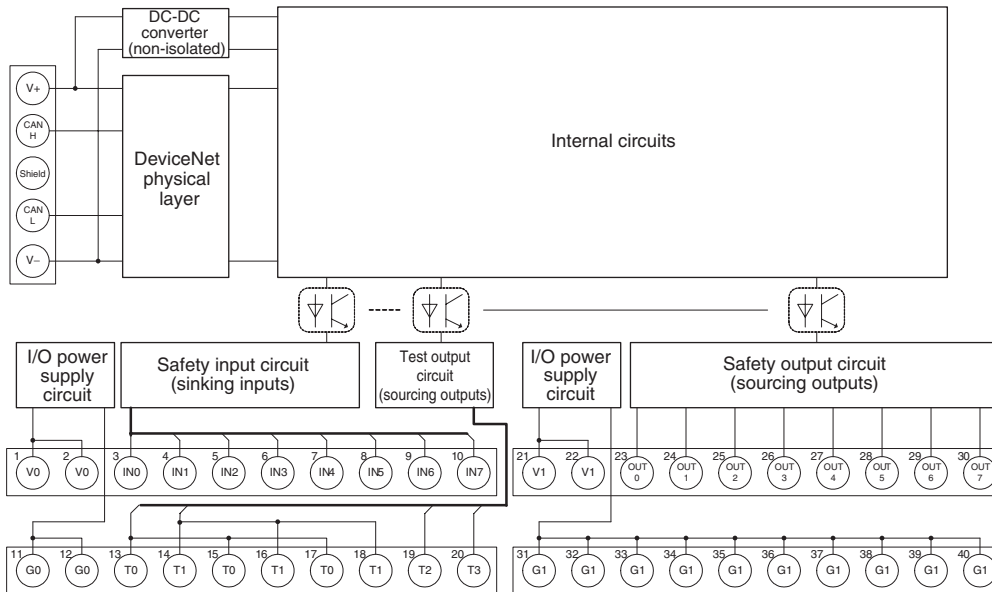 DC-DC
converter
(non-isolated)
V+
CAN
H
Shield
CAN
L
V−
DeviceNet
physical
layer
Internal circuits
I/O power
supply
circuit
Safety input circuit
(sinking inputs)
Test output
circuit
(sourcing outputs)
I/O power
supply
circuit
Safety output circuit
(sourcing outputs)
1 2 3 4 5 6 7 8 9 10
V0 V0 IN0 IN1 IN2 IN3 IN4 IN5 IN6 IN7
21 22 23 24 25 26 27 28 29 30
V1 V1 OUT OUT OUT OUT OUT OUT OUT OUT
0 1 2 3 4 5 6 7
11 12 13 14 15 16 17 18 19 20
G0 G0 T0 T1 T0 T1 T0 T1 T2 T3
31 32 33 34 35 36 37 38 39 40
G1 G1 G1 G1 G1 G1 G1 G1 G1 G1